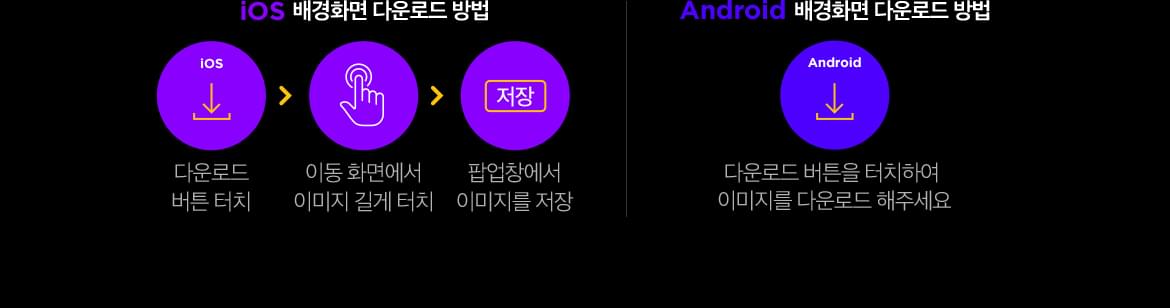 iOS 배경화면 다운로드 방법
iOS
저장
다운로드
버튼 터치
이동 화면에서
이미지 길게 터치
팝업창에서
이미지를 저장
Android 배경화면 다운로드 방법
Android
다운로드 버튼을 터치하여
이미지를 다운로드 해주세요